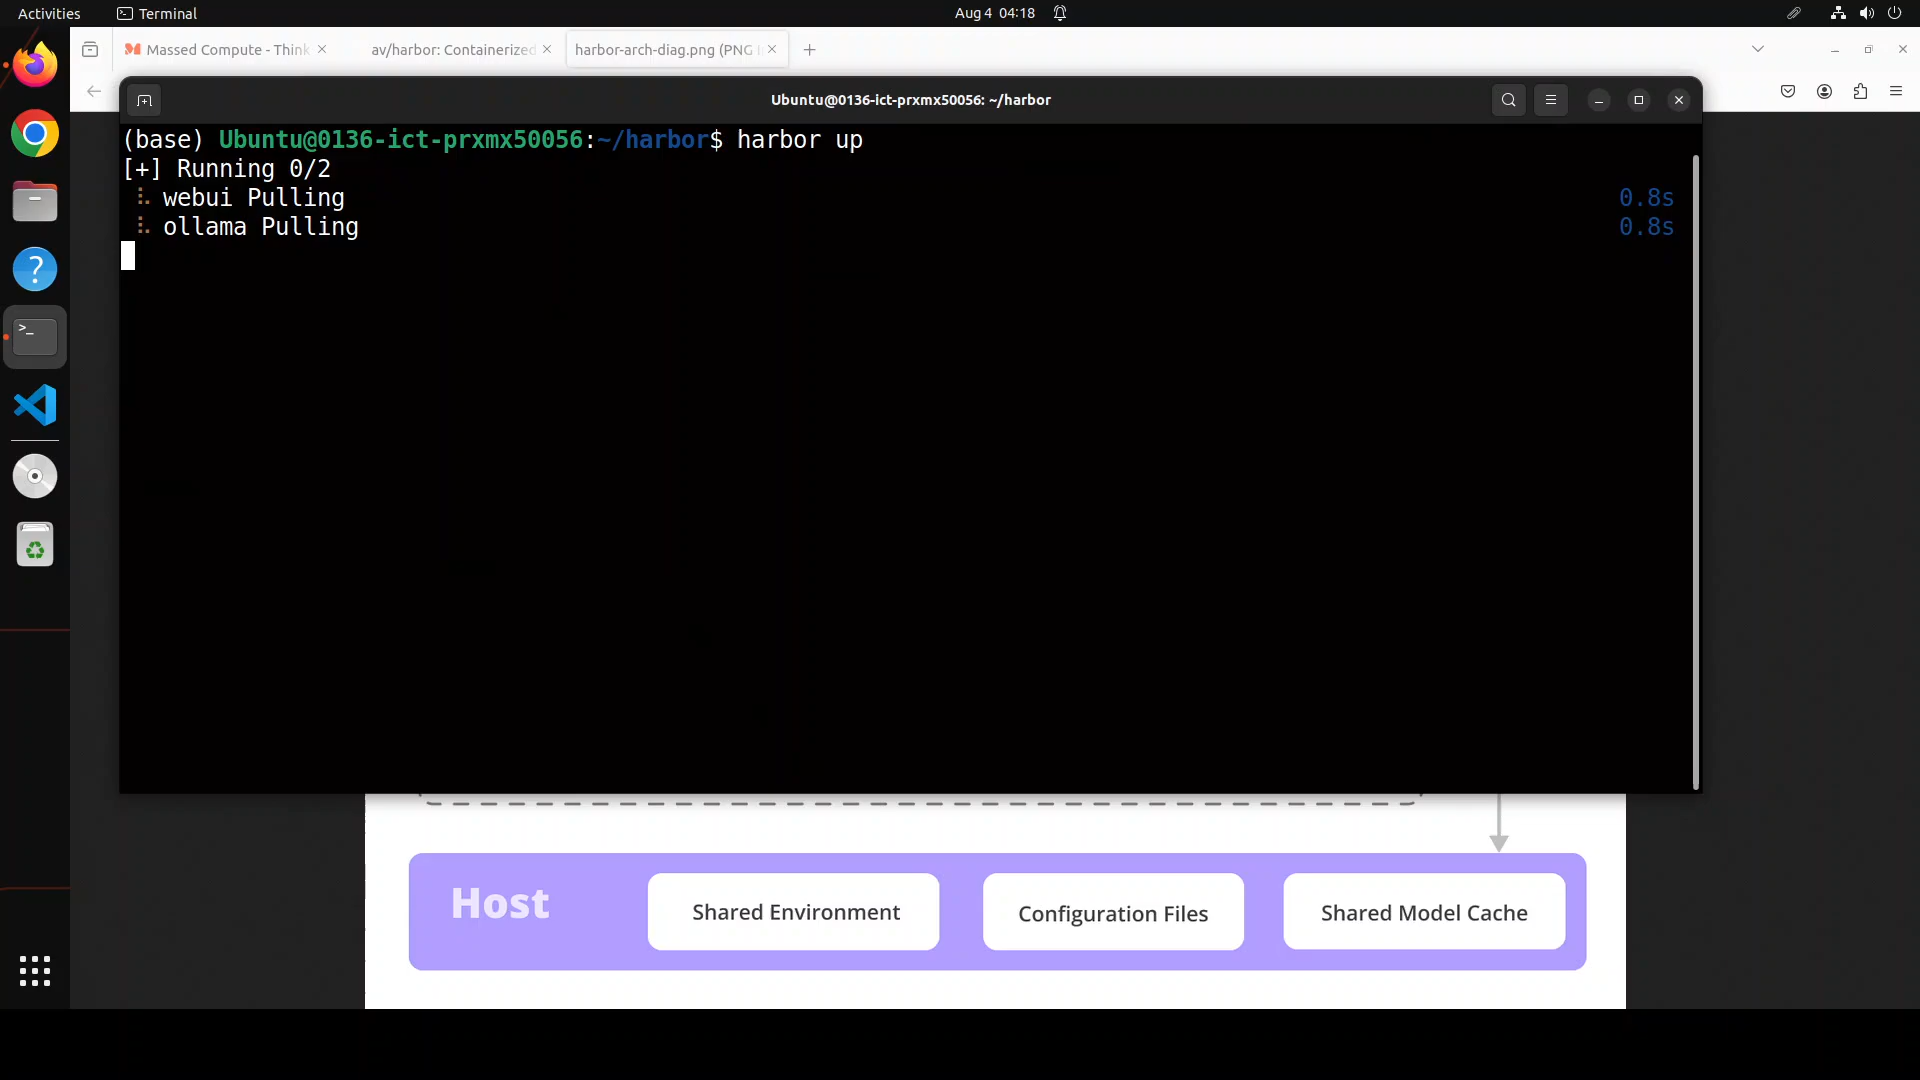 Activities
Terminal
Aug 4 04:18
Massed Compute - Think
av/harbor: Containerized
harbor-arch-diag.png (PNG
Ubuntu@0136-ict-prxmx50056: ~/harbor
(base) Ubuntu@0136-ict-prxmx50056:~/harbor$ harbor up
[+] Running 0/2
webui Pulling 0.8s
ollama Pulling 0.8s
Host
Shared Environment
Configuration Files
Shared Model Cache